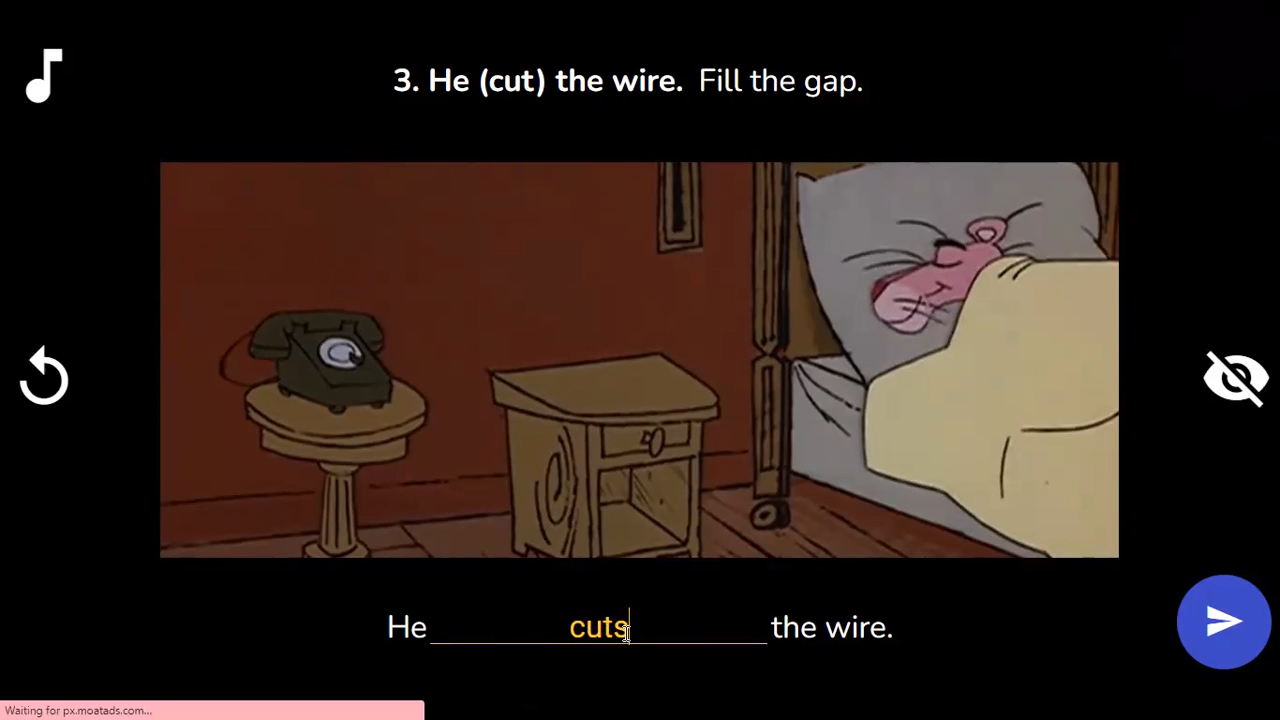 3. He (cut) the wire. Fill the gap.
He cuts the wire.
Waiting for px.moatads.com...